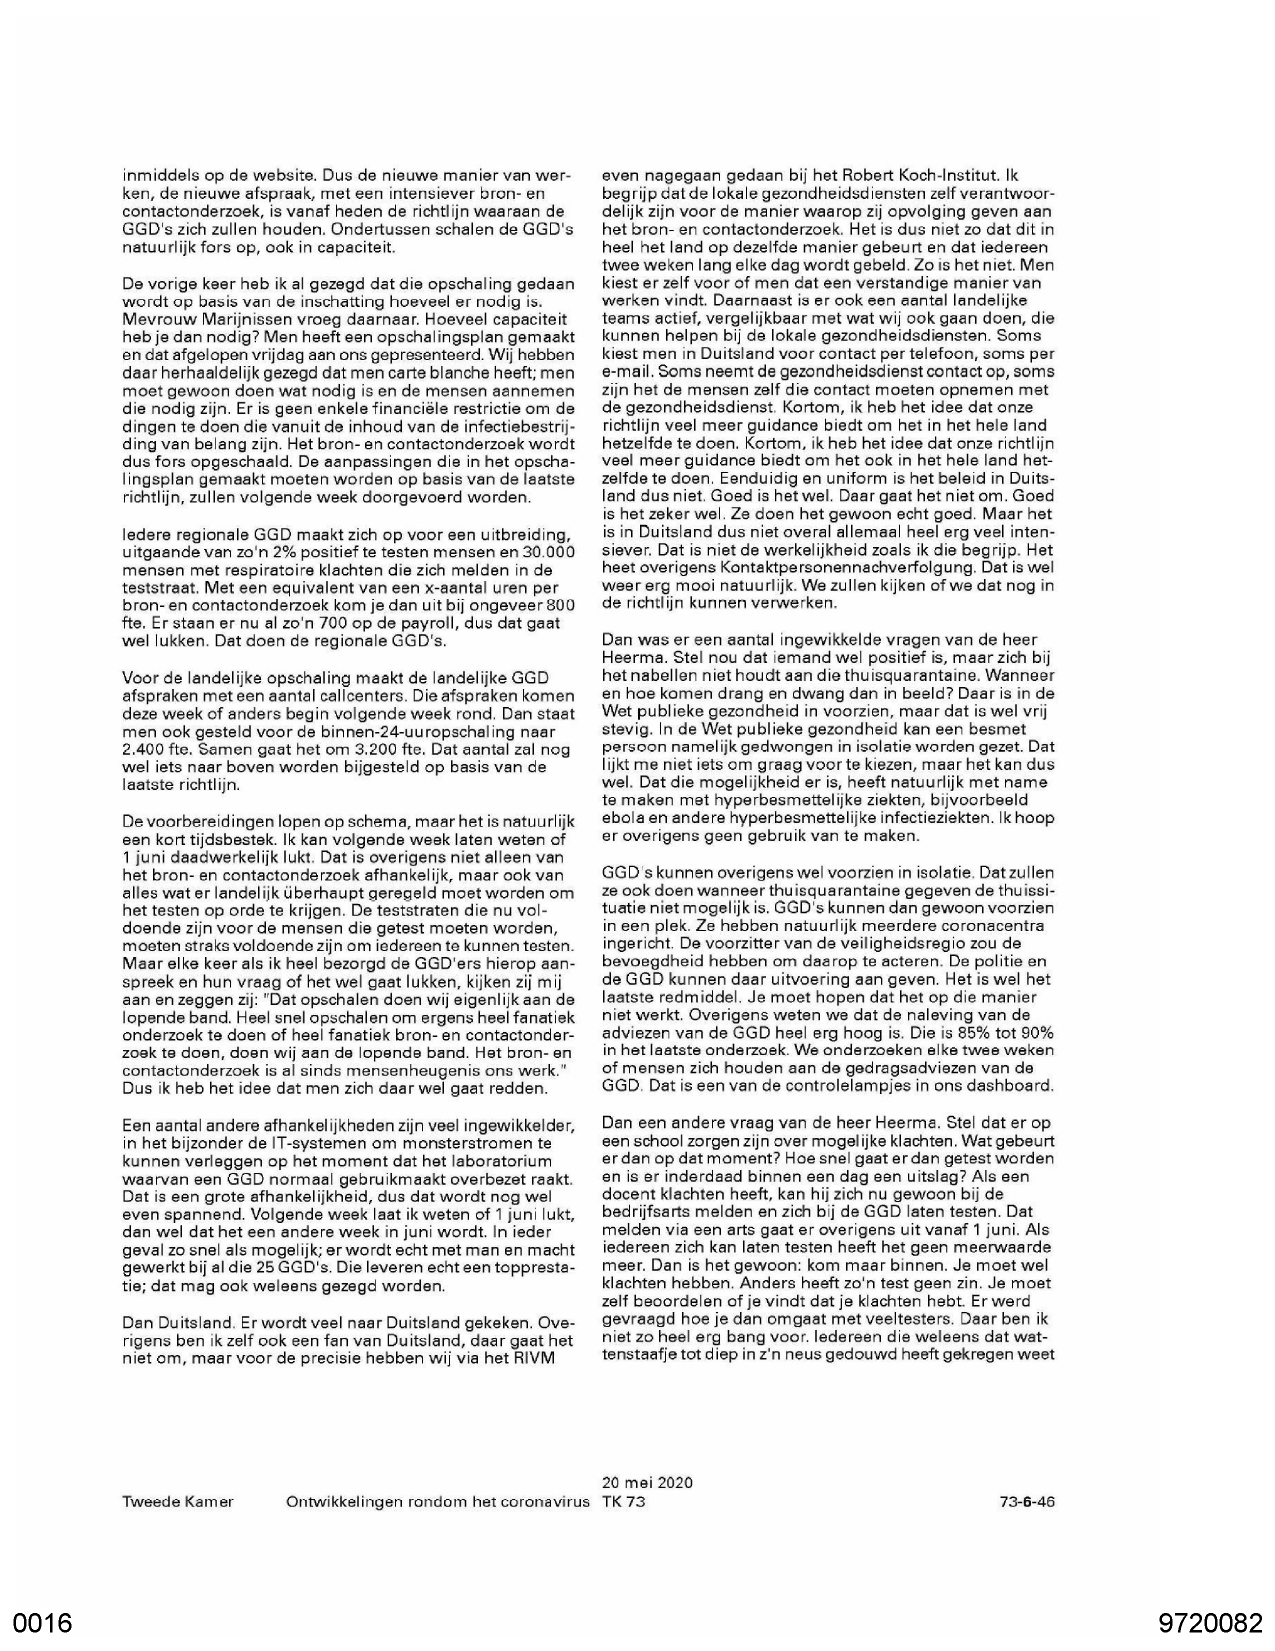 inmiddels op de website. Dus de nieuwe manier van wer-
ken, de nieuwe afspraak, met een intensiever bron- en
contactonderzoek, is vanaf heden de richtlijn waaraan de
GGD's zich zullen houden. Ondertussen schalen de GGD's
natuurlijk fors op, ook in capaciteit.
De vorige keer heb ik al gezegd dat die opschaling gedaan
wordt op basis van de inschatting hoeveel er nodig is.
Mevrouw Marijnissen vroeg daarnaar. Hoeveel capaciteit
heb je dan nodig? Men heeft een opschalingsplan gemaakt
en dat afgelopen vrijdag aan ons gepresenteerd. Wij hebben
daar herhaaldelijk gezegd dat men carte blanche heeft; men
moet gewoon doen wat nodig is en de mensen aannemen
die nodig zijn. Er is geen enkele financiële restrictie om de
dingen te doen die vanuit de inhoud van de infectiebestrij-
ding van belang zijn. Het bron- en contactonderzoek wordt
dus fors opgeschaald. De aanpassingen die in het opscha-
lingsplan gemaakt moeten worden op basis van de laatste
richtlijn, zullen volgende week doorgevoerd worden.
Iedere regionale GGD maakt zich op voor een uitbreiding,
uitgaande van zo'n 2% positief te testen mensen en 30.000
mensen met respiratoire klachten die zich melden in de
teststraat. Met een equivalent van een x-aantal uren per
bron- en contactonderzoek kom je dan uit bij ongeveer 800
fte. Er staan er nu al zo'n 700 op de payroll, dus dat gaat
wel lukken. Dat doen de regionale GGD's.
Voor de landelijke opschaling maakt de landelijke GGD
afspraken met een aantal callcenters. Die afspraken komen
deze week of anders begin volgende week rond. Dan staat
men ook gesteld voor de binnen-24-uuropschaling naar
2.400 fte. Samen gaat het om 3.200 fte. Dat aantal zal nog
wel iets naar boven worden bijgesteld op basis van de
laatste richtlijn.
De voorbereidingen lopen op schema, maar het is natuurlijk
een kort tijdsbestek. Ik kan volgende week laten weten of
1 juni daadwerkelijk lukt. Dat is overigens niet alleen van
het bron- en contactonderzoek afhankelijk, maar ook van
alles wat er landelijk überhaupt geregeld moet worden om
het testen op orde te krijgen. De teststraten die nu vol-
doende zijn voor de mensen die getest moeten worden,
moeten straks voldoende zijn om iedereen te kunnen testen.
Maar elke keer als ik heel bezorgd de GGD'ers hierop aan-
spreek en hun vraag of het wel gaat lukken, kijken zij mij
aan en zeggen zij: "Dat opschalen doen wij eigenlijk aan de
lopende band. Heel snel opschalen om ergens heel fanatiek
onderzoek te doen of heel fanatiek bron- en contactonder-
zoek te doen, doen wij aan de lopende band. Het bron- en
contactonderzoek is al sinds mensenheugenis ons werk."
Dus ik heb het idee dat men zich daar wel gaat redden.
Een aantal andere afhankelijkheden zijn veel ingewikkelder,
in het bijzonder de IT-systemen om monsterstromen te
kunnen verleggen op het moment dat het laboratorium
waarvan een GGD normaal gebruikmaakt overbezet raakt.
Dat is een grote afhankelijkheid, dus dat wordt nog wel
even spannend. Volgende week laat ik weten of 1 juni lukt,
dan wel dat het een andere week in juni wordt. In ieder
geval zo snel als mogelijk; er wordt echt met man en macht
gewerkt bij al die 25 GGD's. Die leveren echt een toppresta-
tie; dat mag ook weleens gezegd worden.
Dan Duitsland. Er wordt veel naar Duitsland gekeken. Ove-
rigens ben ik zelf ook een fan van Duitsland, daar gaat het
niet om, maar voor de precisie hebben wij via het RIVM
even nagegaan gedaan bij het Robert Koch-Institut. Ik
begrijp dat de lokale gezondheidsdiensten zelf verantwoor-
delijk zijn voor de manier waarop zij opvolging geven aan
het bron- en contactonderzoek. Het is dus niet zo dat dit in
heel het land op dezelfde manier gebeurt en dat iedereen
twee weken lang elke dag wordt gebeld. Zo is het niet. Men
kiest er zelf voor of men dat een verstandige manier van
werken vindt. Daarnaast is er ook een aantal landelijke
teams actief, vergelijkbaar met wat wij ook gaan doen, die
kunnen helpen bij de lokale gezondheidsdiensten. Soms
kiest men in Duitsland voor contact per telefoon, soms per
e-mail. Soms neemt de gezondheidsdienst contact op, soms
zijn het de mensen zelf die contact moeten opnemen met
de gezondheidsdienst. Kortom, ik heb het idee dat onze
richtlijn veel meer guidance biedt om het in het hele land
hetzelfde te doen. Kortom, ik heb het idee dat onze richtlijn
veel meer guidance biedt om het ook in het hele land het-
zelfde te doen. Eenduidig en uniform is het beleid in Duits-
land dus niet. Goed is het wel. Daar gaat het niet om. Goed
is het zeker wel. Ze doen het gewoon echt goed. Maar het
is in Duitsland dus niet overal allemaal heel erg veel inten-
siever. Dat is niet de werkelijkheid zoals ik die begrijp. Het
heet overigens Kontaktpersonennachverfolgung. Dat is wel
weer erg mooi natuurlijk. We zullen kijken of we dat nog in
de richtlijn kunnen verwerken.
Dan was er een aantal ingewikkelde vragen van de heer
Heerma. Stel nou dat iemand wel positief is, maar zich bij
het nabellen niet houdt aan die thuisquarantaine. Wanneer
en hoe komen drang en dwang dan in beeld? Daar is in de
Wet publieke gezondheid in voorzien, maar dat is wel vrij
stevig. In de Wet publieke gezondheid kan een besmet
persoon namelijk gedwongen in isolatie worden gezet. Dat
lijkt me niet iets om graag voor te kiezen, maar het kan dus
wel. Dat die mogelijkheid er is, heeft natuurlijk met name
te maken met hyperbesmettelijke ziekten, bijvoorbeeld
ebola en andere hyperbesmettelijke infectieziekten. Ik hoop
er overigens geen gebruik van te maken.
GGD's kunnen overigens wel voorzien in isolatie. Dat zullen
ze ook doen wanneer thuisquarantaine gegeven de thuissi-
tuatie niet mogelijk is. GGD's kunnen dan gewoon voorzien
in een plek. Ze hebben natuurlijk meerdere coronacentra
ingericht. De voorzitter van de veiligheidsregio zou de
bevoegdheid hebben om daarop te acteren. De politie en
de GGD kunnen daar uitvoering aan geven. Het is wel het
laatste redmiddel. Je moet hopen dat het op die manier
niet werkt. Overigens weten we dat de naleving van de
adviezen van de GGD heel erg hoog is. Die is 85% tot 90%
in het laatste onderzoek. We onderzoeken elke twee weken
of mensen zich houden aan de gedragsadviezen van de
GGD. Dat is een van de controlelampjes in ons dashboard.
Dan een andere vraag van de heer Heerma. Stel dat er op
een school zorgen zijn over mogelijke klachten. Wat gebeurt
er dan op dat moment? Hoe snel gaat er dan getest worden
en is er inderdaad binnen een dag een uitslag? Als een
docent klachten heeft, kan hij zich nu gewoon bij de
bedrijfsarts melden en zich bij de GGD laten testen. Dat
melden via een arts gaat er overigens uit vanaf 1 juni. Als
iedereen zich kan laten testen heeft het geen meerwaarde
meer. Dan is het gewoon: kom maar binnen. Je moet wel
klachten hebben. Anders heeft zo'n test geen zin. Je moet
zelf beoordelen of je vindt dat je klachten hebt. Er werd
gevraagd hoe je dan omgaat met veeltesters. Daar ben ik
niet zo heel erg bang voor. Iedereen die weleens dat wat-
tenstaafje tot diep in z'n neus gedouwd heeft gekregen weet
20 mei 2020
Tweede Kamer Ontwikkelingen rondom het coronavirus TK 73 73-6-46
0016 9720082